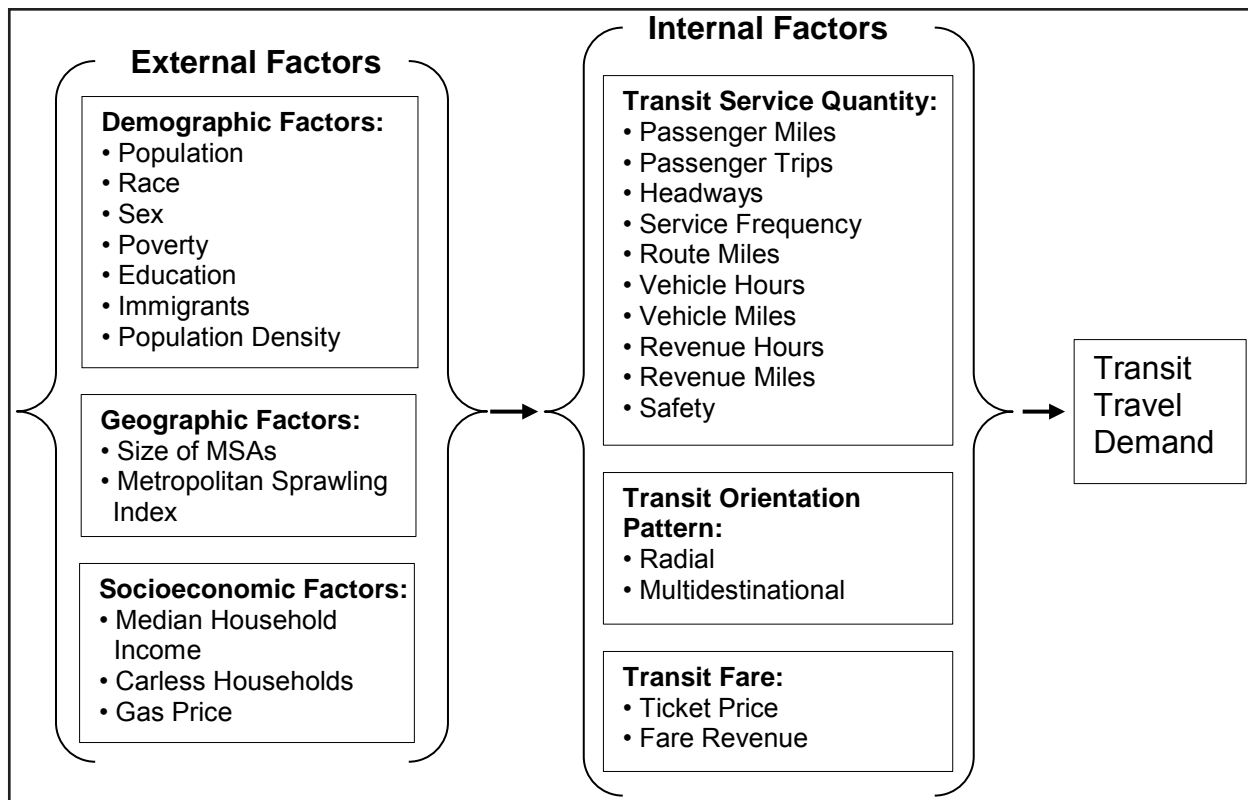 External Factors
Demographic Factors:
• Population
• Race
• Sex
• Poverty
• Education
• Immigrants
• Population Density
Geographic Factors:
• Size of MSAs
• Metropolitan Sprawling
Index
Socioeconomic Factors:
• Median Household
Income
• Carless Households
• Gas Price
Internal Factors
Transit Service Quantity:
• Passenger Miles
• Passenger Trips
• Headways
• Service Frequency
• Route Miles
• Vehicle Hours
• Vehicle Miles
• Revenue Hours
• Revenue Miles
• Safety
Transit Orientation
Pattern:
• Radial
• Multidestinational
Transit Fare:
• Ticket Price
• Fare Revenue
Transit
Travel
Demand